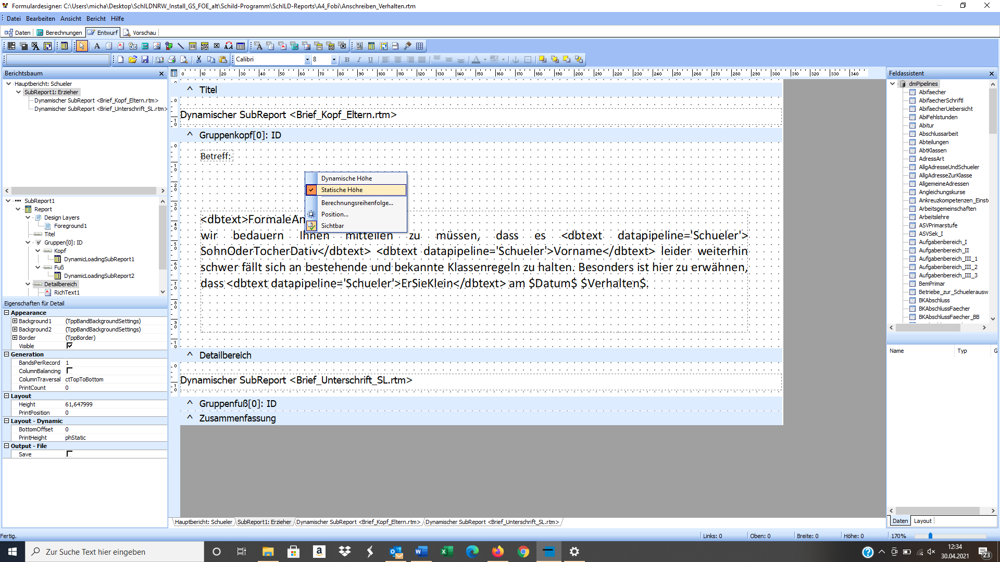 Formulardesigner: C:\Users\micha\Desktop\SchILDNRW_Install_GS_FOE_alt\Schild-Programm\SchILD-Reports\A4_Fobi\Anschreiben_Verhalten.rtm
Datei Bearbeiten Ansicht Bericht Hilfe
Daten Berechnungen Entwurf Vorschau
Calibri 8
Berichtsbaum
Hauptbericht: Schueler
SubReport1: Erzieher
Dynamischer SubReport <Brief_Kopf_Eltern.rtm>
Dynamischer SubReport <Brief_Unterschrift_SL.rtm>
SubReport1
Report
Design Layers
Foreground1
Titel
Gruppen[0]: ID
Kopf
DynamicLoadingSubReport1
Fuß
DynamicLoadingSubReport2
Detailbereich
RichText1
Eigenschaften für Detail
Appearance
Background1 (TppBandBackgroundSettings)
Background2 (TppBandBackgroundSettings)
Border (TppBorder)
Visible
Generation
BandsPerRecord 1
ColumnBalancing
ColumnTraversal ctTopToBottom
PrintCount 0
Layout
Height 61,647999
PrintPosition 0
Layout - Dynamic
BottomOffset 0
PrintHeight phStatic
Output - File
Save
0 10 20 30 40 50 60 70 80 90 100 110 120 130 140 150 160 170 180 190 200 210 220 230 240 250 260 270 280 290 300 310 320 330 340
^ Titel
Dynamischer SubReport <Brief_Kopf_Eltern.rtm>
^ Gruppenkopf[0]: ID
Betreff:
Dynamische Höhe
Statische Höhe
Berechnungsreihenfolge...
Position...
Sichtbar
<dbtext>FormaleAn
wir bedauern Ihnen mitteilen zu müssen, dass es <dbtext datapipeline='Schueler'>
SohnOderTocherDativ</dbtext> <dbtext datapipeline='Schueler'>Vorname</dbtext> leider weiterhin
schwer fällt sich an bestehende und bekannte Klassenregeln zu halten. Besonders ist hier zu erwähnen,
dass <dbtext datapipeline='Schueler'>ErSieKlein</dbtext> am $Datum$ $Verhalten$.
^ Detailbereich
Dynamischer SubReport <Brief_Unterschrift_SL.rtm>
^ Gruppenfuß[0]: ID
^ Zusammenfassung
Hauptbericht: Schueler SubReport1: Erzieher Dynamischer SubReport <Brief_Kopf_Eltern.rtm> Dynamischer SubReport <Brief_Unterschrift_SL.rtm>
Feldassistent
dmPipelines
Abifaecher
AbifaecherSchriftl
AbifaecherUebersicht
AbiFehlstunden
Abitur
Abschlussarbeit
Abteilungen
AbtKlassen
AdressArt
AllgAdresseUndSchueler
AllgAdresseZurKlasse
AllgemeineAdressen
Angleichungskurse
Ankreuzkompetenzen_Einste
Arbeitsgemeinschaften
Arbeitslehre
ASVPrimarstufe
ASVSek_I
Aufgabenbereich_I
Aufgabenbereich_II
Aufgabenbereich_III_1
Aufgabenbereich_III_2
Aufgabenbereich_III_3
BemPrimar
Betriebe_zur_Schuelerausw
BKAbschluss
BKAbschlussFaecher
BKAbschlussFaecher_BB
Name Typ G
Daten Layout
Fertig. Links: 0 Oben: 0 Breite: 0 Höhe: 0 170%
Zur Suche Text hier eingeben
12:34
30.04.2021
23